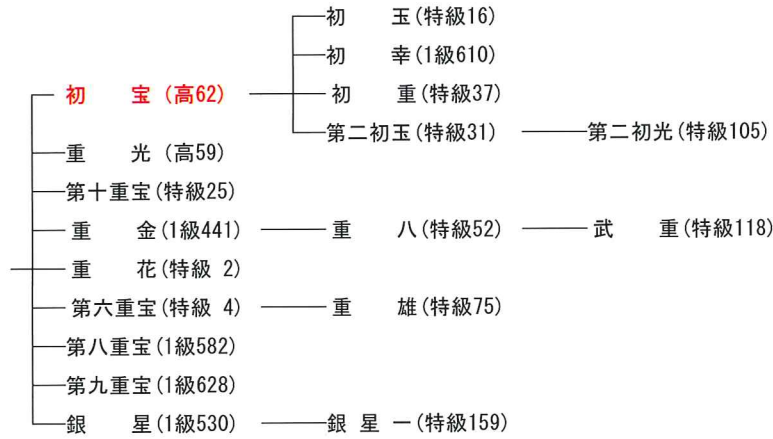 初　玉(特級16)
初　幸(1級610)
初　宝(高62)　初　重(特級37)
第二初玉(特級31)　第二初光(特級105)
重　光(高59)
第十重宝(特級25)
重　金(1級441)　重　八(特級52)　武　重(特級118)
重　花(特級 2)
第六重宝(特級 4)　重　雄(特級75)
第八重宝(1級582)
第九重宝(1級628)
銀　星(1級530)　銀 星 一(特級159)